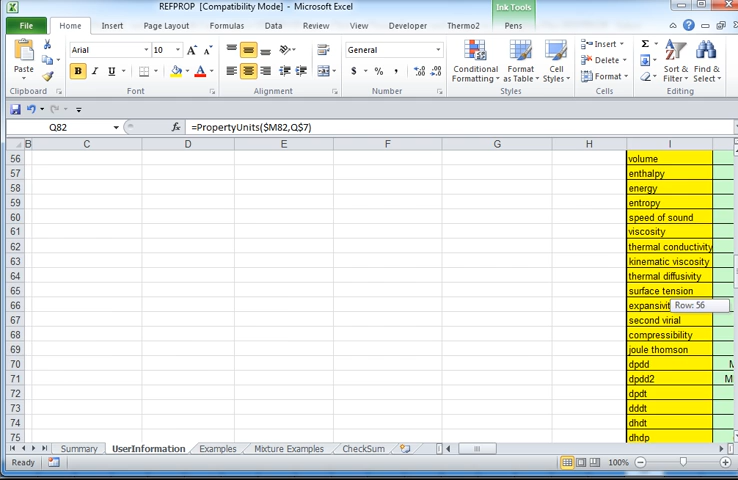 REFPROP [Compatibility Mode] - Microsoft Excel
Ink Tools
File Home Insert Page Layout Formulas Data Review View Developer Thermo2 Pens
Arial 10 General Insert
Delete
Format
Paste Conditional Formatting Format as Table Cell Styles Sort & Filter Find & Select
B I U A $ % ,
Clipboard Font Alignment Number Styles Cells Editing
Q82 fx =PropertyUnits($M82,Q$7)
B C D E F G H I
56 volume
57 enthalpy
58 energy
59 entropy
60 speed of sound
61 viscosity
62 thermal conductivity
63 kinematic viscosity
64 thermal diffusivity
65 surface tension
66 expansivit Row: 56
67 second virial
68 compressibility
69 joule thomson
70 dpdd M
71 dpdd2 M
72 dpdt
73 dddt
74 dhdt
75 dhdp
Summary UserInformation Examples Mixture Examples CheckSum
Ready 100%